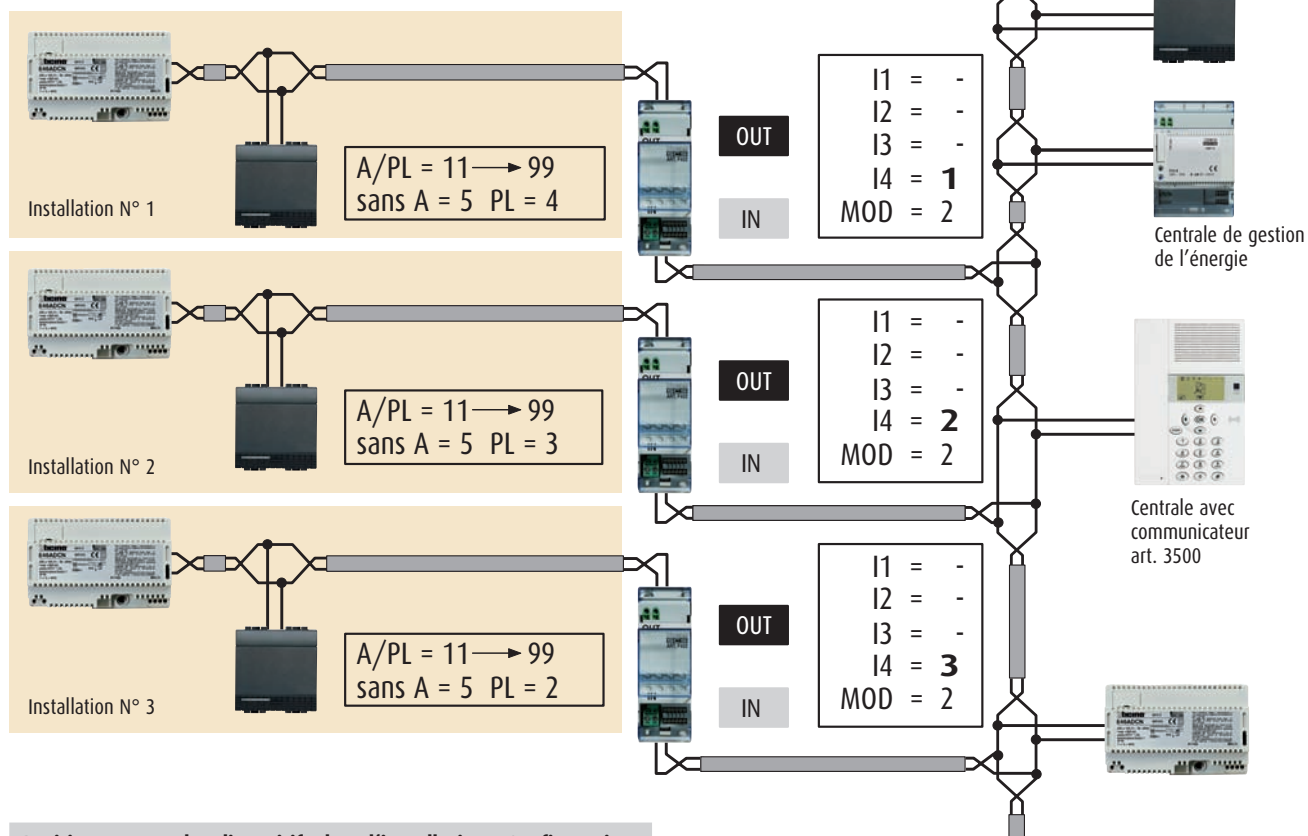 Installation N° 1
A/PL = 11 → 99
sans A = 5 PL = 4
OUT
IN
I1 = -
I2 = -
I3 = -
I4 = 1
MOD = 2
Centrale de gestion
de l'énergie
Installation N° 2
A/PL = 11 → 99
sans A = 5 PL = 3
OUT
IN
I1 = -
I2 = -
I3 = -
I4 = 2
MOD = 2
Centrale avec
communicateur
art. 3500
Installation N° 3
A/PL = 11 → 99
sans A = 5 PL = 2
OUT
IN
I1 = -
I2 = -
I3 = -
I4 = 3
MOD = 2